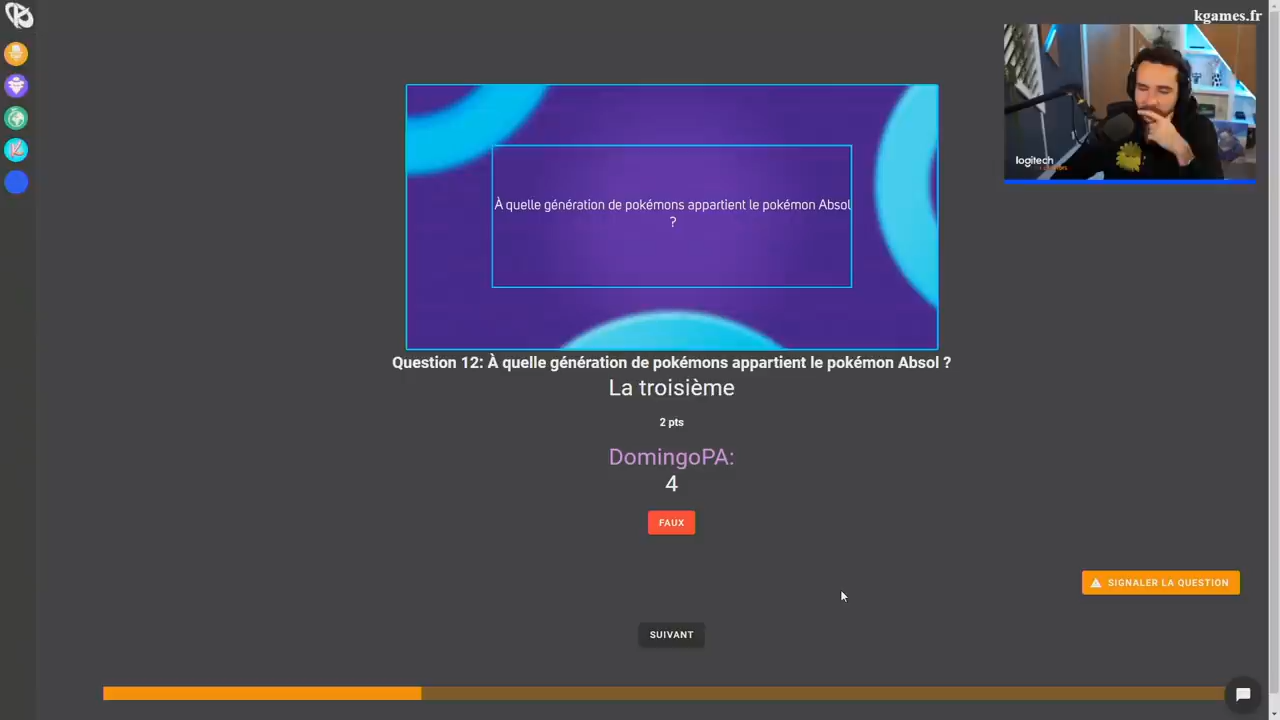 kgames.fr
logitech
À quelle génération de pokémons appartient le pokémon Absol
?
Question 12: À quelle génération de pokémons appartient le pokémon Absol ?
La troisième
2 pts
DomingoPA:
4
FAUX
SIGNALER LA QUESTION
SUIVANT